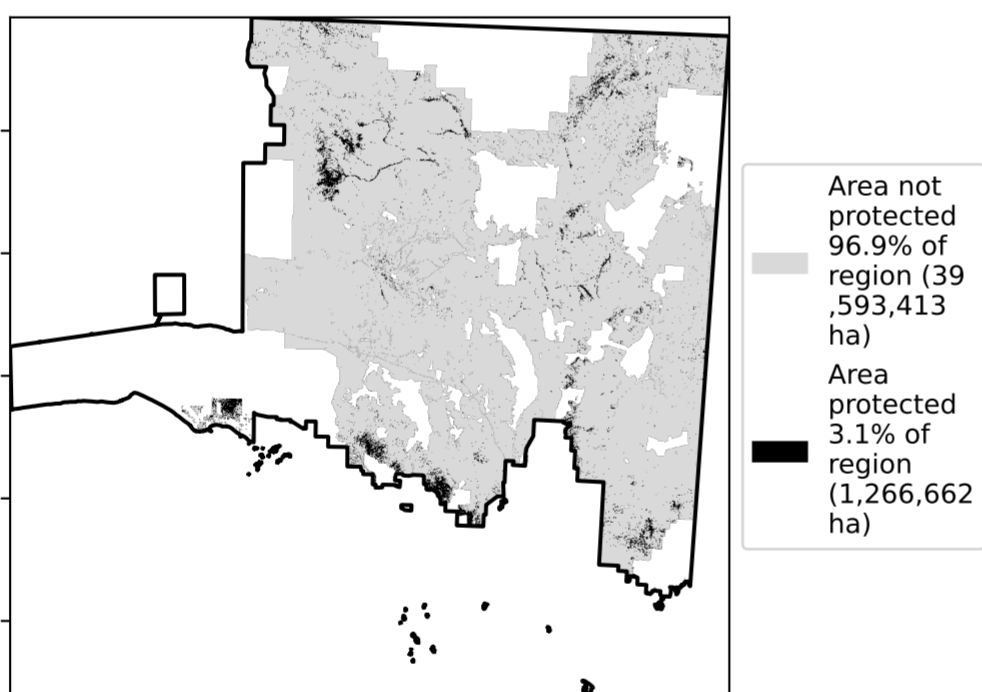 Area not
protected
96.9% of
region (39
,593,413
ha)
Area
protected
3.1% of
region
(1,266,662
ha)